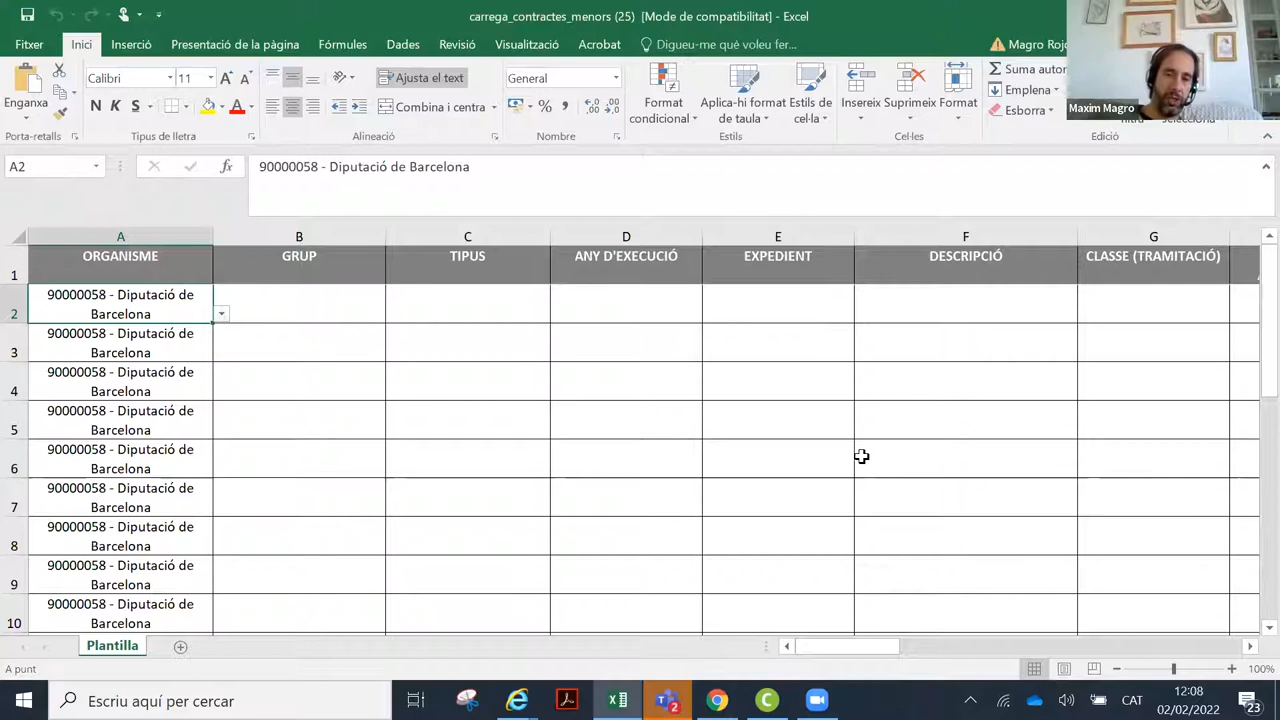 carrega_contractes_menors (25) [Mode de compatibilitat] - Excel
Fitxer Inici Inserció Presentació de la pàgina Fórmules Dades Revisió Visualització Acrobat Digueu-me què voleu fer... Magro Rojo
Enganxa
Porta-retalls
Calibri 11
N K S
Tipus de lletra
Ajusta el text
Combina i centra
Alineació
General
Nombre
Format condicional
Aplica-hi format de taula
Estils de cel·la
Estils
Insereix Suprimeix Format
Cel·les
Suma autom
Emplena
Esborra
Edició
Maxim Magro
A2 fx 90000058 - Diputació de Barcelona
A B C D E F G
1 ORGANISME GRUP TIPUS ANY D'EXECUCIÓ EXPEDIENT DESCRIPCIÓ CLASSE (TRAMITACIÓ)
90000058 - Diputació de
2 Barcelona
90000058 - Diputació de
3 Barcelona
90000058 - Diputació de
4 Barcelona
90000058 - Diputació de
5 Barcelona
90000058 - Diputació de
6 Barcelona
90000058 - Diputació de
7 Barcelona
90000058 - Diputació de
8 Barcelona
90000058 - Diputació de
9 Barcelona
90000058 - Diputació de
10 Barcelona
Plantilla
A punt 100%
Escriu aquí per cercar CAT 12:08
02/02/2022 23